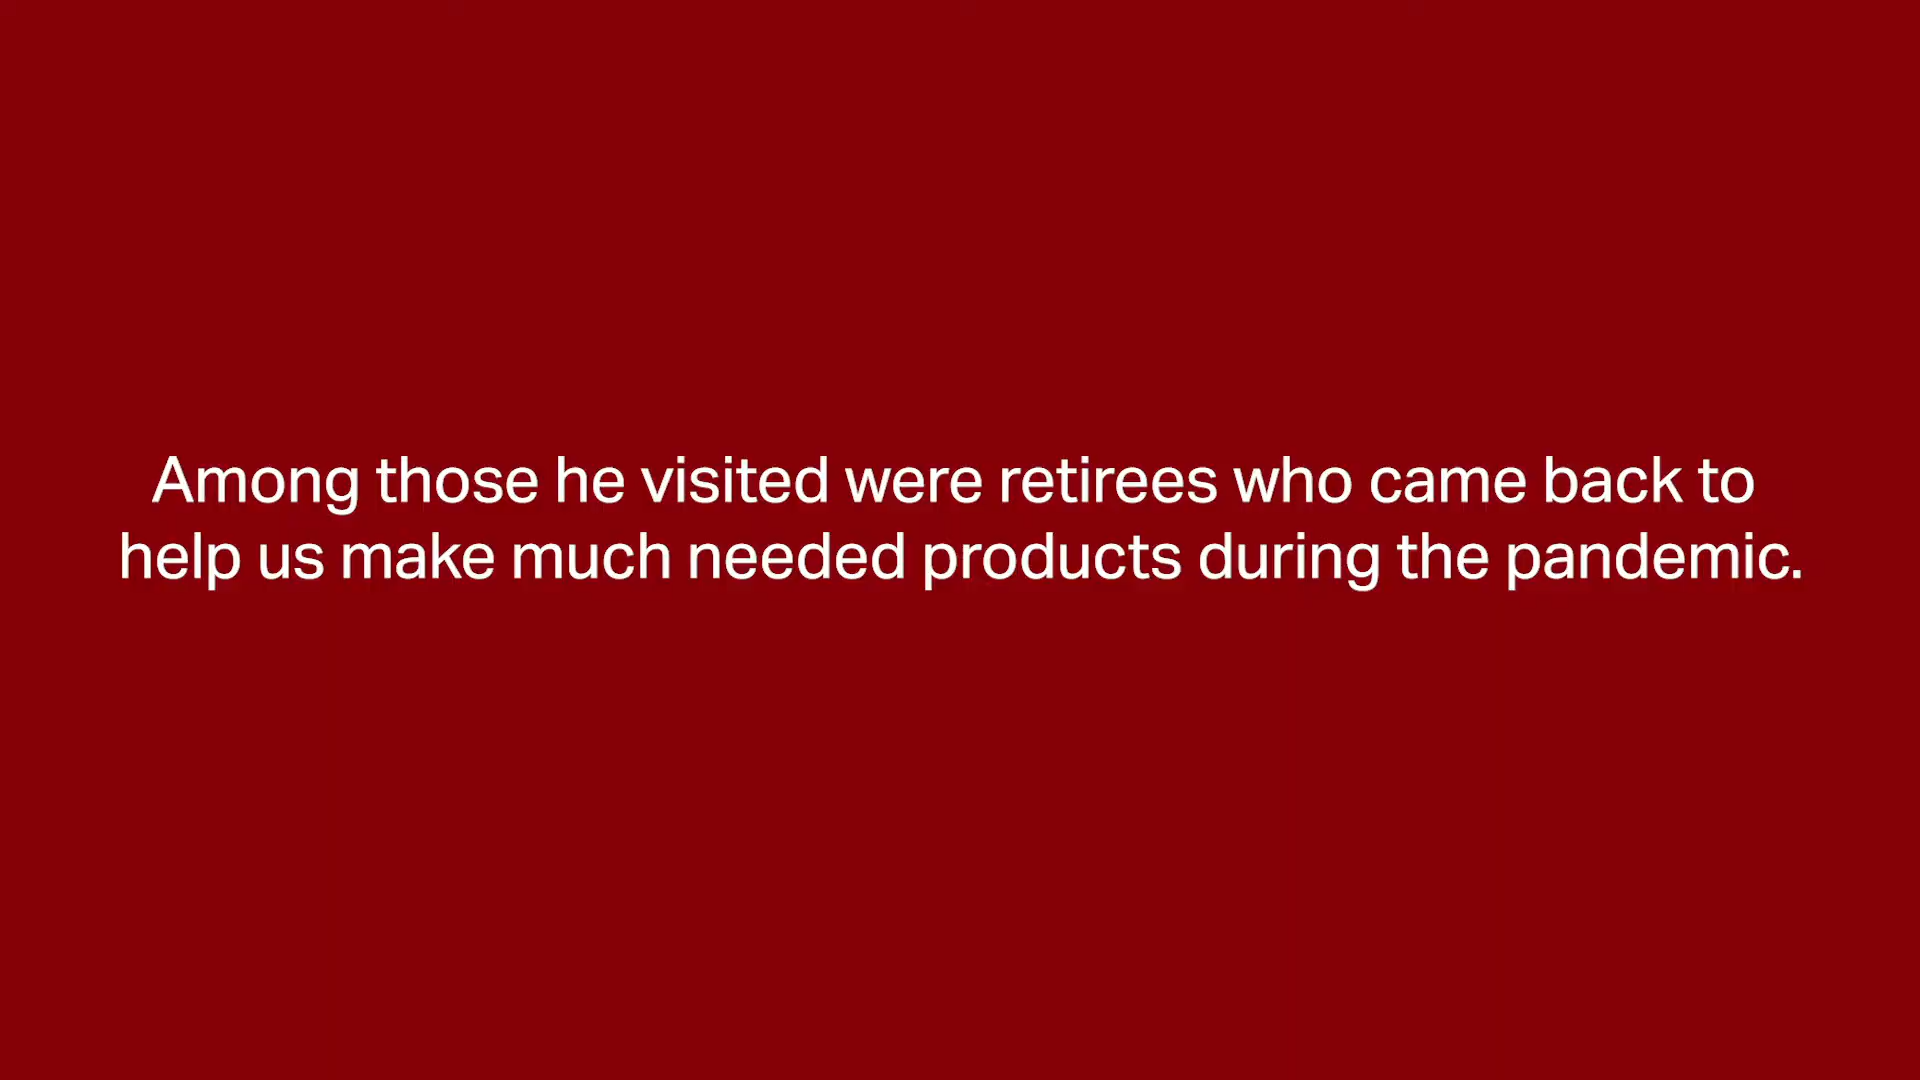 Among those he visited were retirees who came back to
help us make much needed products during the pandemic.